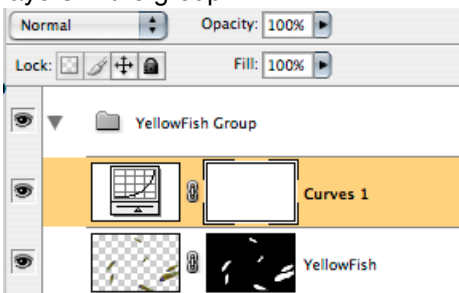 Normal Opacity: 100%
Lock: Fill: 100%
YellowFish Group
Curves 1
YellowFish